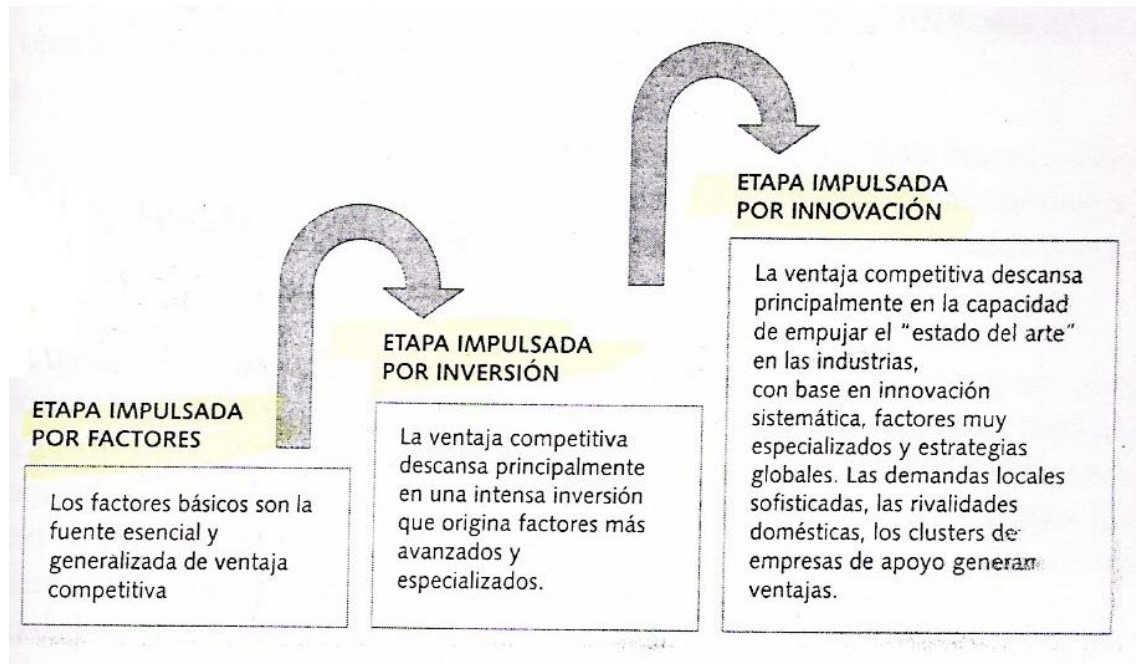 ETAPA IMPULSADA
POR FACTORES
Los factores básicos son la
fuente esencial y
generalizada de ventaja
competitiva
ETAPA IMPULSADA
POR INVERSIÓN
La ventaja competitiva
descansa principalmente
en una intensa inversión
que origina factores más
avanzados y
especializados.
ETAPA IMPULSADA
POR INNOVACIÓN
La ventaja competitiva descansa
principalmente en la capacidad
de empujar el "estado del arte"
en las industrias,
con base en innovación
sistemática, factores muy
especializados y estrategias
globales. Las demandas locales
sofisticadas, las rivalidades
domésticas, los clusters de
empresas de apoyo generan
ventajas.